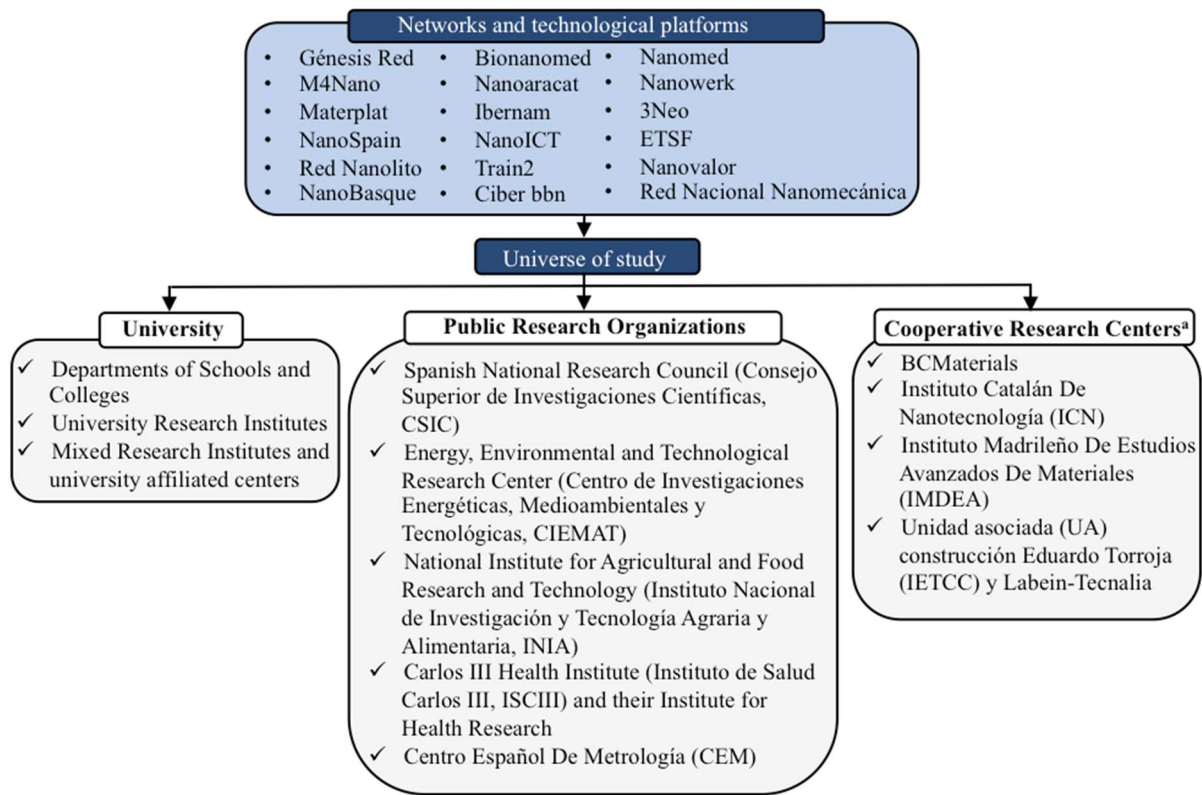 Networks and technological platforms
• Génesis Red
• M4Nano
• Materplat
• NanoSpain
• Red Nanolito
• NanoBasque
• Bionanomed
• Nanoaracat
• Ibernam
• NanoICT
• Train2
• Ciber bbn
• Nanomed
• Nanowerk
• 3Neo
• ETSF
• Nanovalor
• Red Nacional Nanomecánica
Universe of study
University
✓ Departments of Schools and
Colleges
✓ University Research Institutes
✓ Mixed Research Institutes and
university affiliated centers
Public Research Organizations
✓ Spanish National Research Council (Consejo
Superior de Investigaciones Científicas,
CSIC)
✓ Energy, Environmental and Technological
Research Center (Centro de Investigaciones
Energéticas, Medioambientales y
Tecnológicas, CIEMAT)
✓ National Institute for Agricultural and Food
Research and Technology (Instituto Nacional
de Investigación y Tecnología Agraria y
Alimentaria, INIA)
✓ Carlos III Health Institute (Instituto de Salud
Carlos III, ISCIII) and their Institute for
Health Research
✓ Centro Español De Metrología (CEM)
Cooperative Research Centersᵃ
✓ BCMaterials
✓ Instituto Catalán De
Nanotecnología (ICN)
✓ Instituto Madrileño De Estudios
Avanzados De Materiales
(IMDEA)
✓ Unidad asociada (UA)
construcción Eduardo Torroja
(IETCC) y Labein-Tecnalia